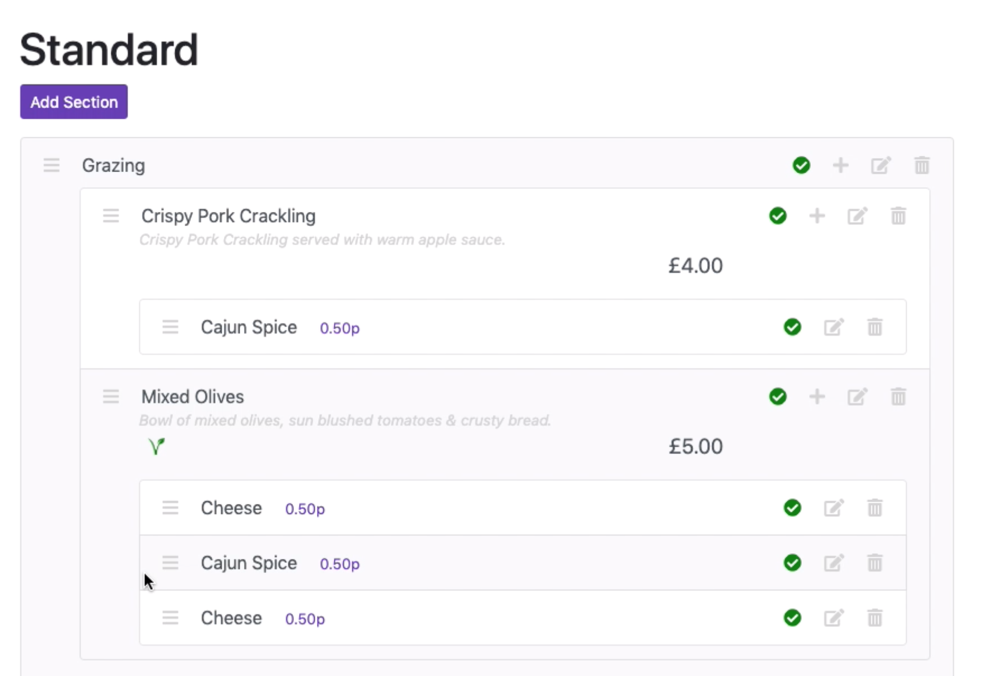 Standard
Add Section
Grazing
Crispy Pork Crackling
Crispy Pork Crackling served with warm apple sauce.
£4.00
Cajun Spice 0.50p
Mixed Olives
Bowl of mixed olives, sun blushed tomatoes & crusty bread.
£5.00
Cheese 0.50p
Cajun Spice 0.50p
Cheese 0.50p